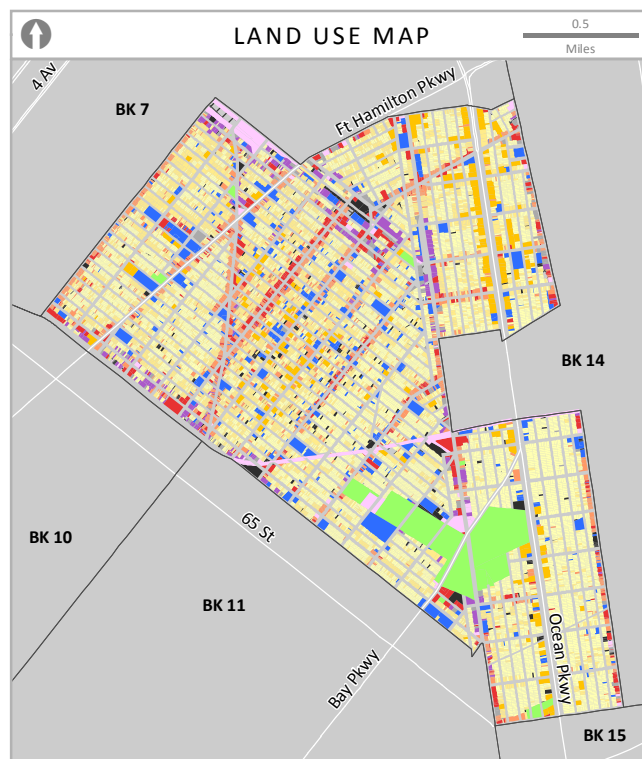 LAND USE MAP
0.5
Miles
4 Av
BK 7
Ft Hamilton Pkwy
BK 14
BK 10
65 St
BK 11
Bay Pkwy
Ocean Pkwy
BK 15